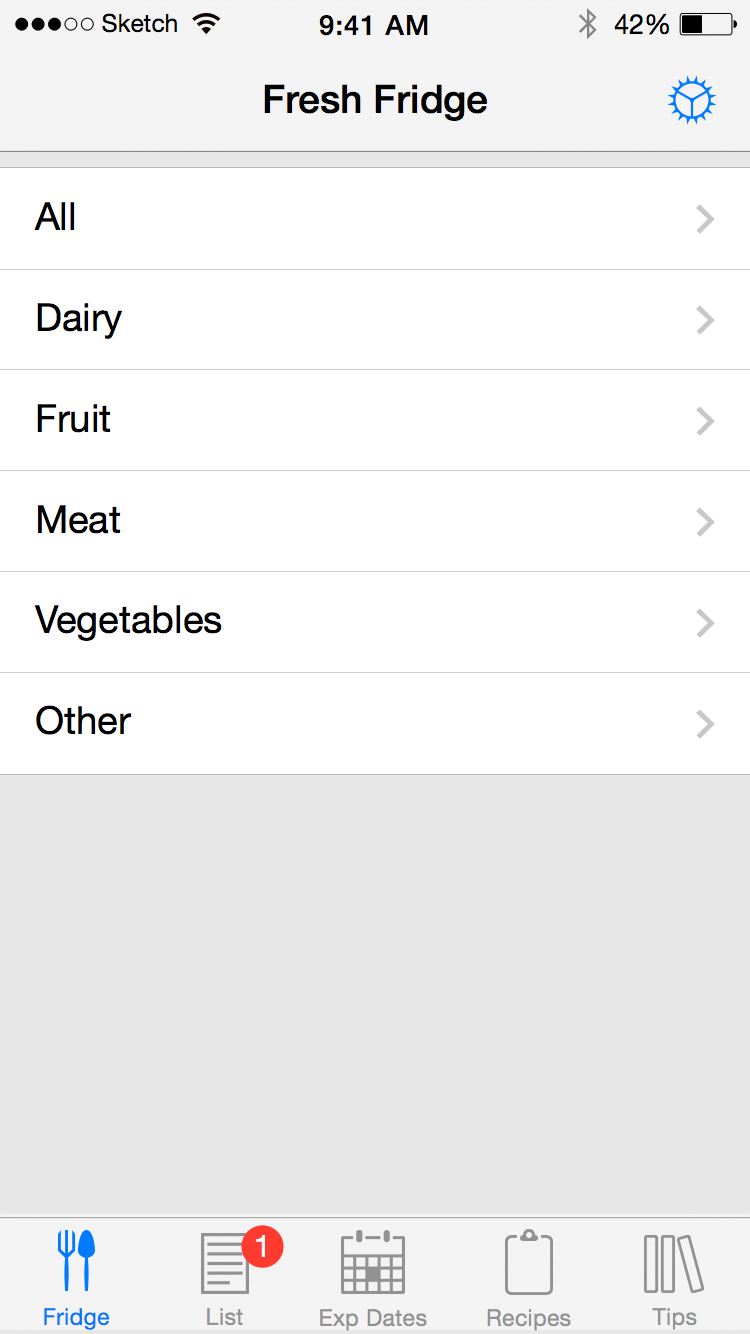 Sketch 9:41 AM 42%
Fresh Fridge
All
Dairy
Fruit
Meat
Vegetables
Other
1
Fridge List Exp Dates Recipes Tips